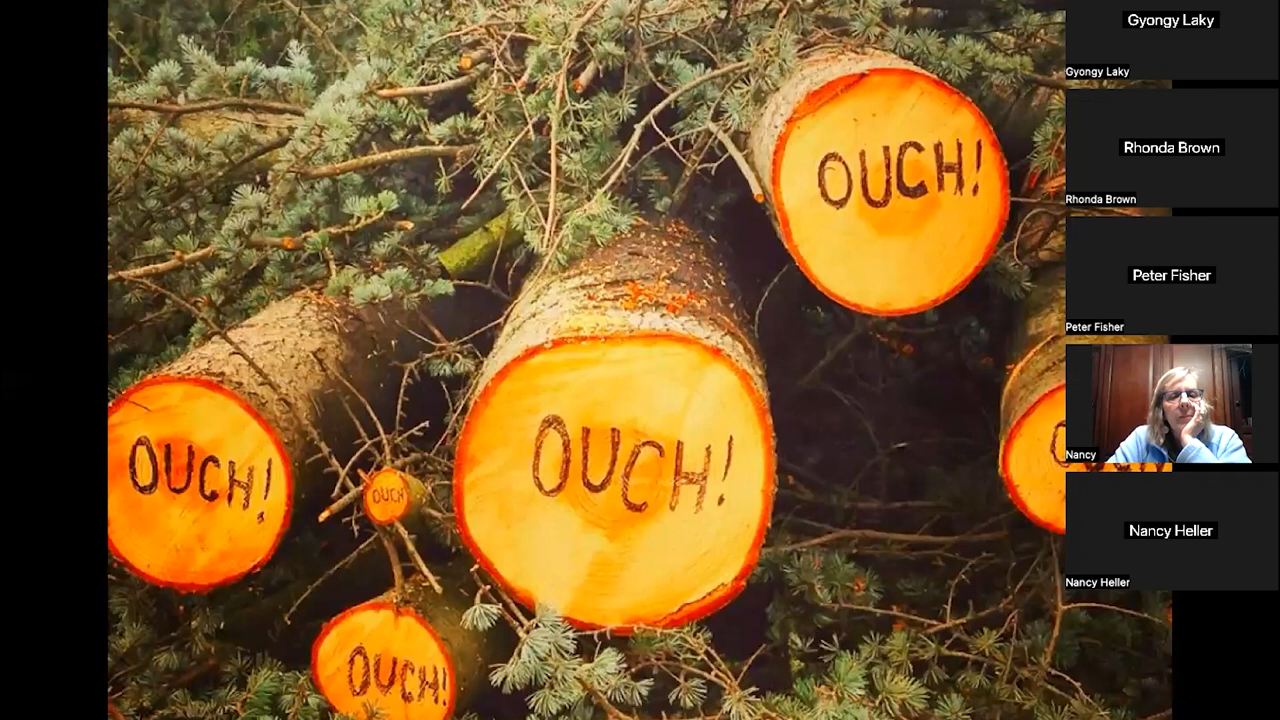 OUCH!
OUCH!
OUCH!
OUCH
OUCH!
Gyongy Laky
Gyongy Laky
Rhonda Brown
Rhonda Brown
Peter Fisher
Peter Fisher
Nancy
Nancy Heller
Nancy Heller